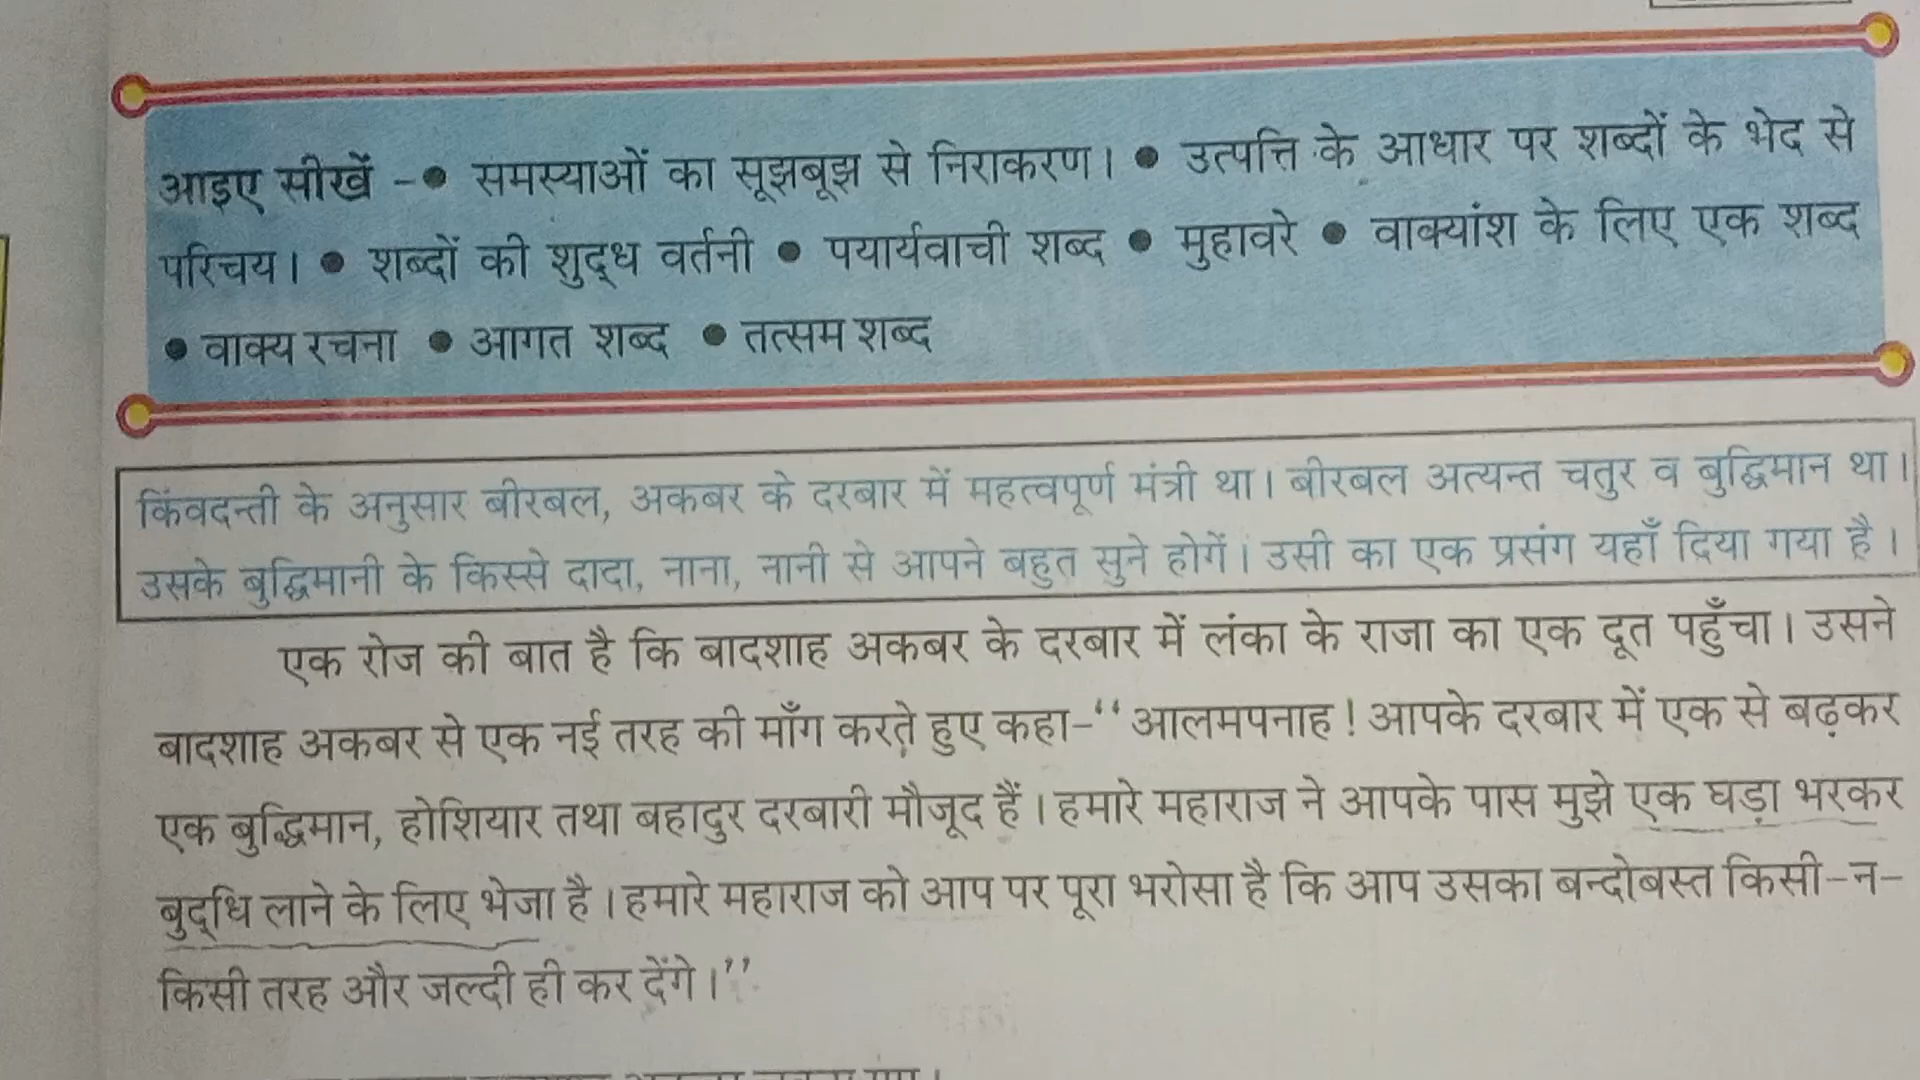 आइए सीखें -● समस्याओं का सूझबूझ से निराकरण। ● उत्पत्ति के आधार पर शब्दों के भेद से
परिचय। ● शब्दों की शुद्ध वर्तनी ● पयार्यवाची शब्द ● मुहावरे ● वाक्यांश के लिए एक शब्द
● वाक्य रचना ● आगत शब्द ● तत्सम शब्द
किंवदन्ती के अनुसार बीरबल, अकबर के दरबार में महत्वपूर्ण मंत्री था। बीरबल अत्यन्त चतुर व बुद्धिमान था।
उसके बुद्धिमानी के किस्से दादा, नाना, नानी से आपने बहुत सुने होगें। उसी का एक प्रसंग यहाँ दिया गया है।
एक रोज की बात है कि बादशाह अकबर के दरबार में लंका के राजा का एक दूत पहुँचा। उसने
बादशाह अकबर से एक नई तरह की माँग करते हुए कहा-“आलमपनाह! आपके दरबार में एक से बढ़कर
एक बुद्धिमान, होशियार तथा बहादुर दरबारी मौजूद हैं। हमारे महाराज ने आपके पास मुझे एक घड़ा भरकर
बुद्धि लाने के लिए भेजा है। हमारे महाराज को आप पर पूरा भरोसा है कि आप उसका बन्दोबस्त किसी-न-
किसी तरह और जल्दी ही कर देंगे।”